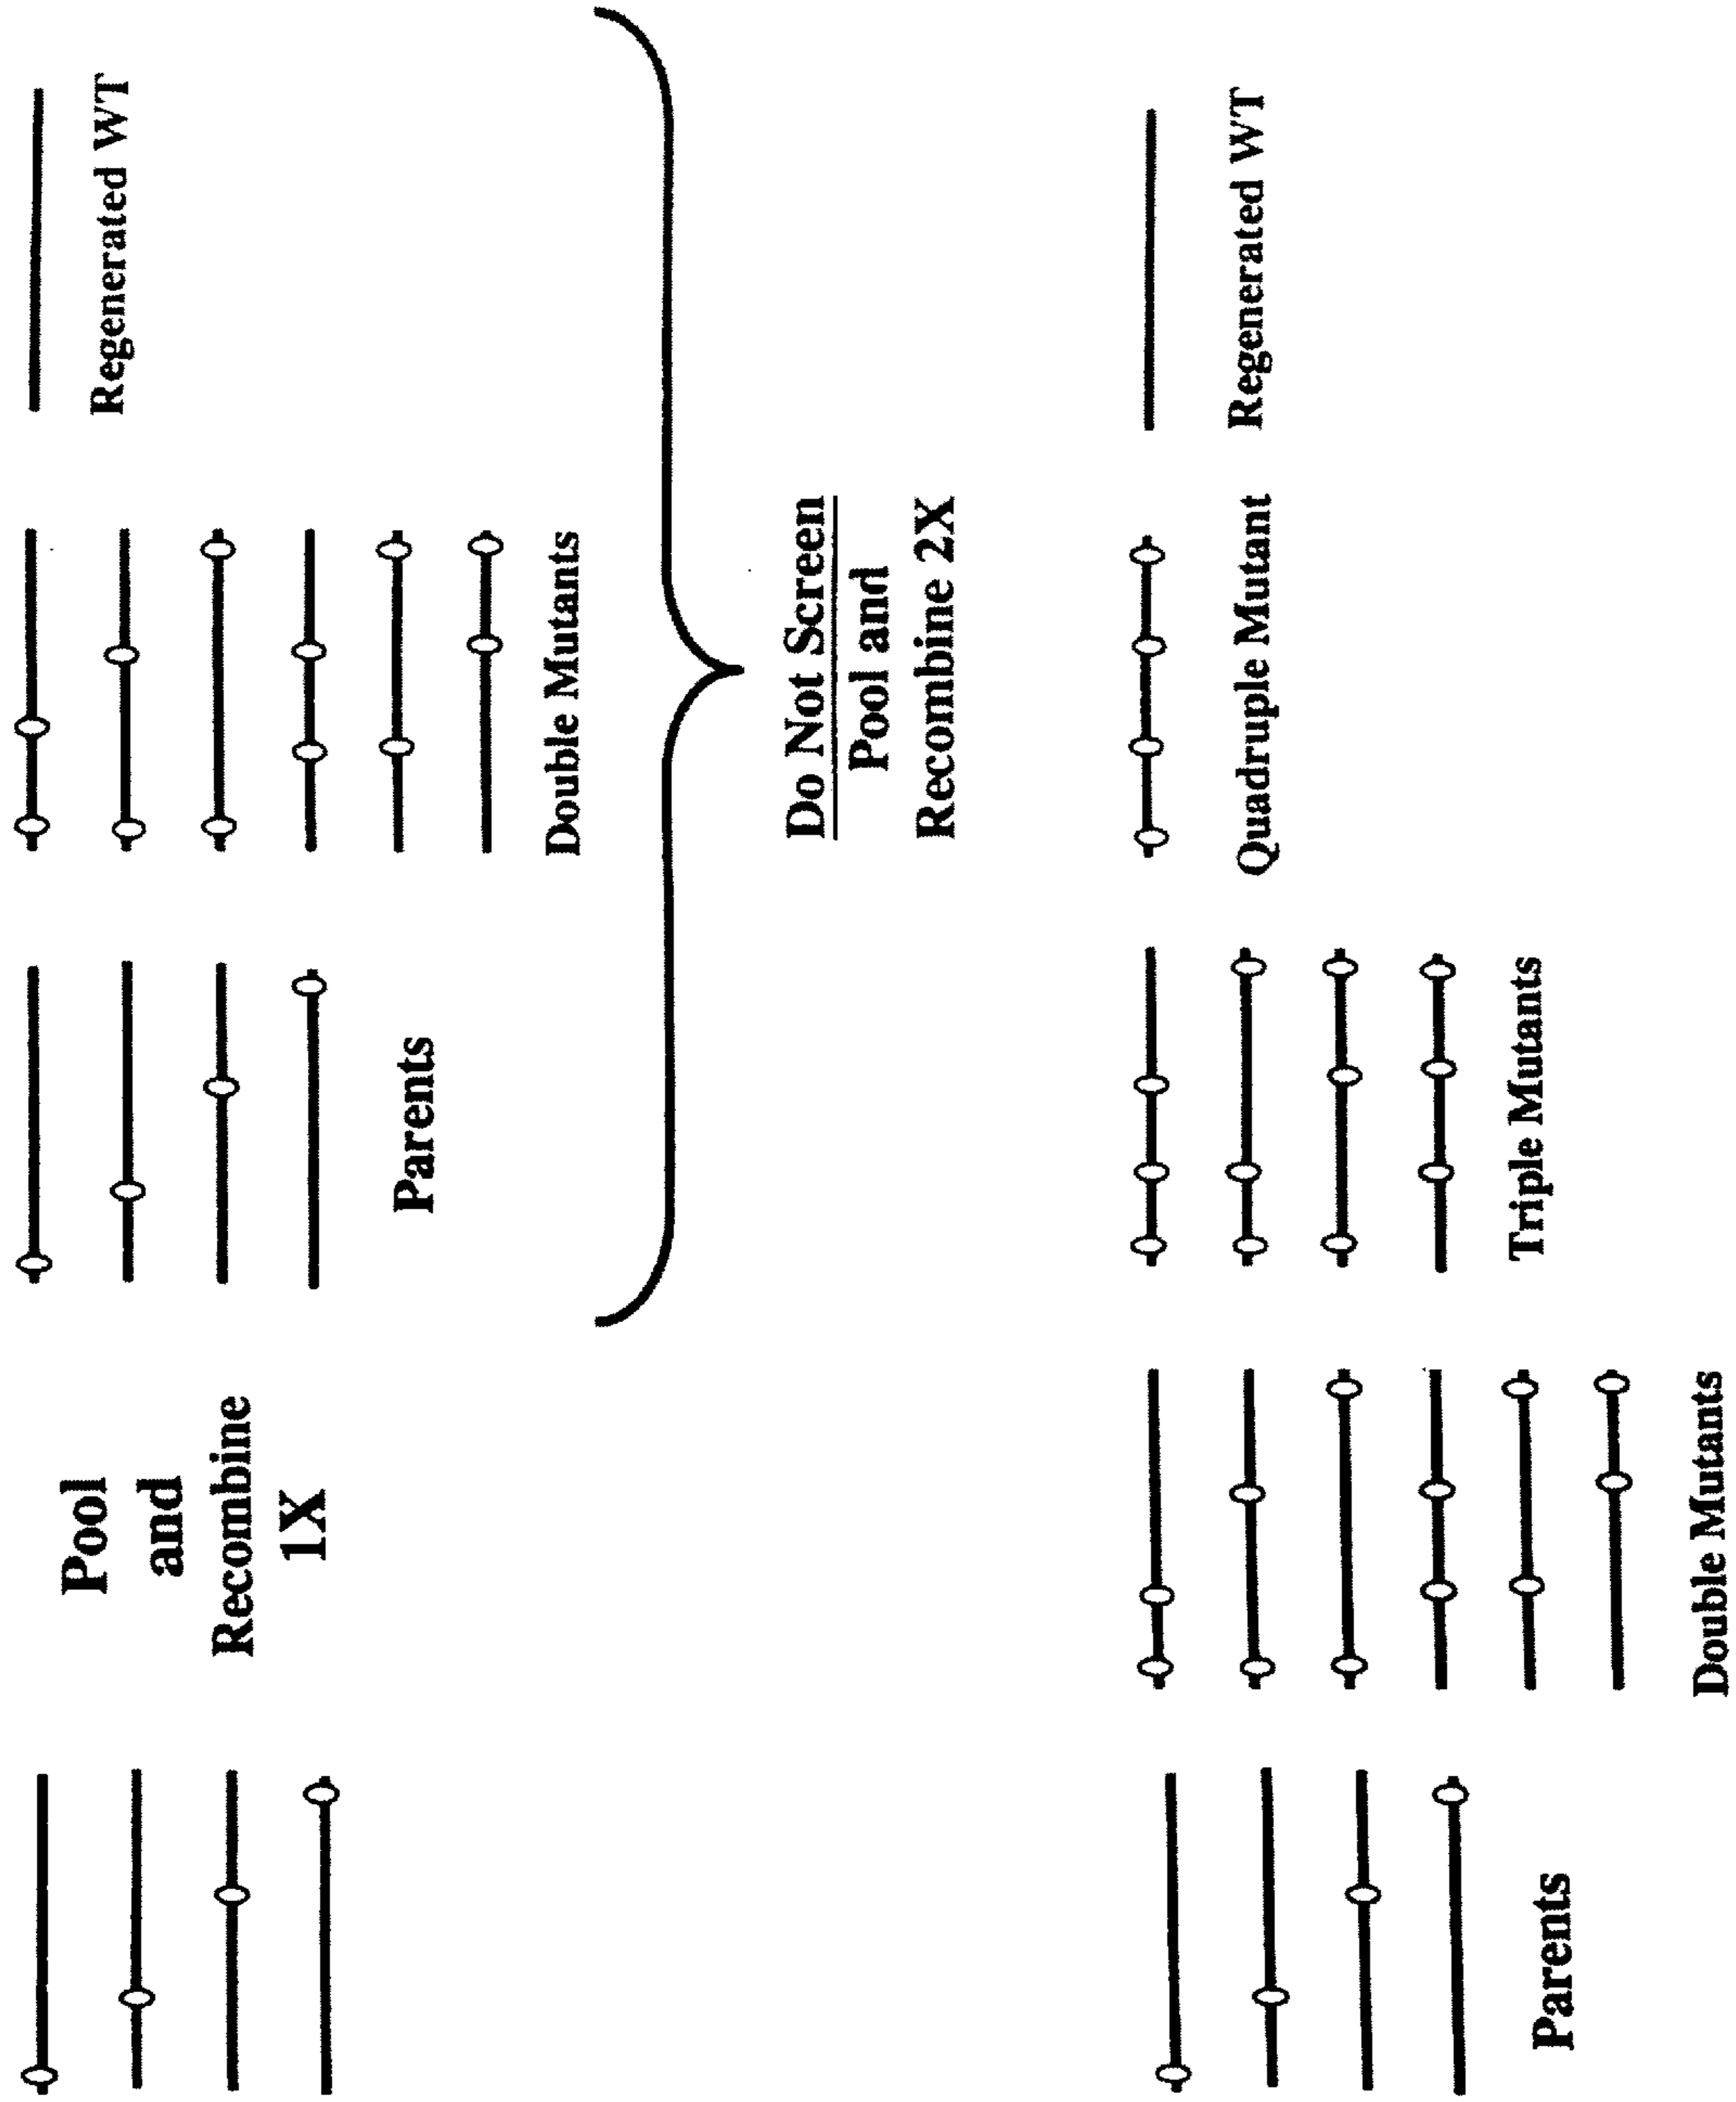 Pool
and
Recombine
1X
Parents
Double Mutants
Regenerated WT
Do Not Screen
Pool and
Recombine 2X
Parents
Double Mutants
Triple Mutants
Quadruple Mutant
Regenerated WT